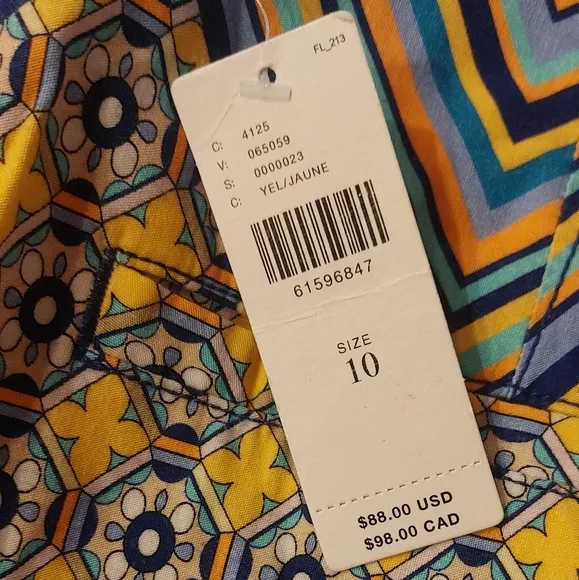 FL_213
C: 4125
V: 065059
S: 0000023
C: YEL/JAUNE
61596847
SIZE
10
$88.00 USD
$98.00 CAD